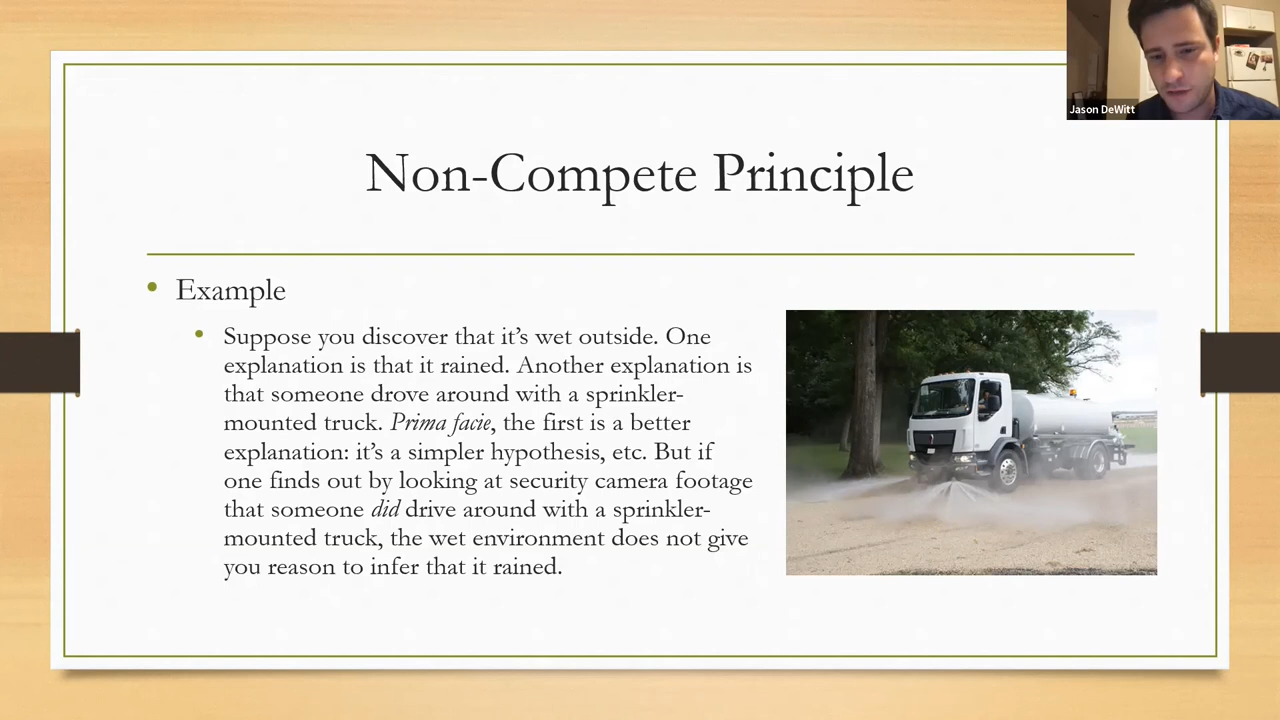 Jason DeWitt
Non-Compete Principle
• Example
• Suppose you discover that it’s wet outside. One
explanation is that it rained. Another explanation is
that someone drove around with a sprinkler-
mounted truck. Prima facie, the first is a better
explanation: it’s a simpler hypothesis, etc. But if
one finds out by looking at security camera footage
that someone did drive around with a sprinkler-
mounted truck, the wet environment does not give
you reason to infer that it rained.